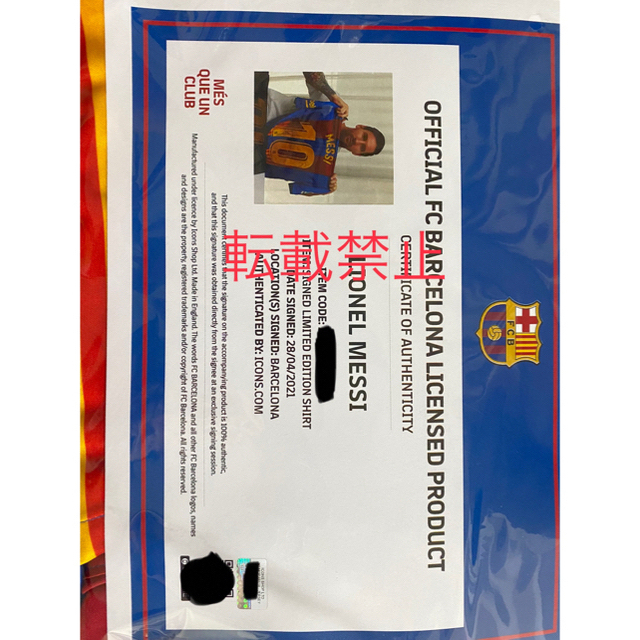 FCB
OFFICIAL FC BARCELONA LICENSED PRODUCT
CERTIFICATE OF AUTHENTICITY
LIONEL MESSI
ITEM CODE:
ITEM: SIGNED LIMITED EDITION SHIRT
DATE SIGNED: 28/04/2021
LOCATION(S) SIGNED: BARCELONA
AUTHENTICATED BY: ICONS.COM
転載禁止
MESSI
10
This document certifies that the signature on the accompanying product is 100% authentic,
and that this signature was obtained directly from the signee at an exclusive signing session.
MÉS
QUE UN
CLUB
Manufactured under licence by Icons Shop Ltd. Made in England. The words FC BARCELONA and all other FC Barcelona logos, names
and designs are the property, registered trademarks and/or copyright of FC Barcelona. All rights reserved.